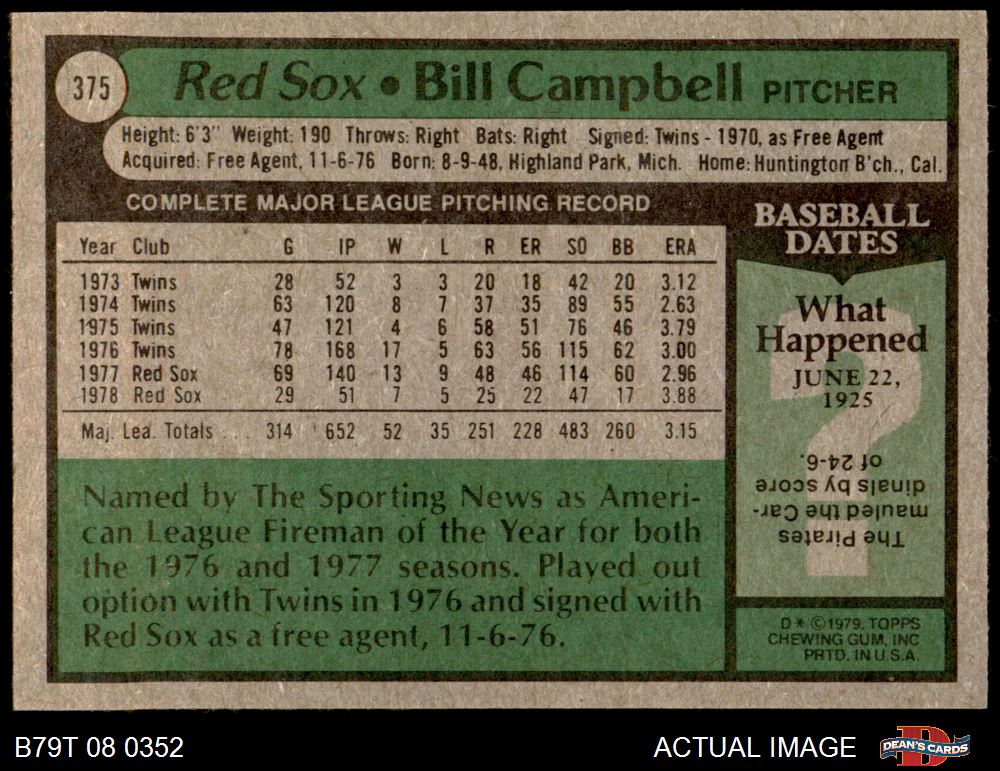 375 Red Sox • Bill Campbell PITCHER
Height: 6'3" Weight: 190 Throws: Right Bats: Right Signed: Twins - 1970, as Free Agent
Acquired: Free Agent, 11-6-76 Born: 8-9-48, Highland Park, Mich. Home: Huntington B'ch., Cal.
COMPLETE MAJOR LEAGUE PITCHING RECORD
Year Club G IP W L R ER SO BB ERA
1973 Twins 28 52 3 3 20 18 42 20 3.12
1974 Twins 63 120 8 7 37 35 89 55 2.63
1975 Twins 47 121 4 6 58 51 76 46 3.79
1976 Twins 78 168 17 5 63 56 115 62 3.00
1977 Red Sox 69 140 13 9 48 46 114 60 2.96
1978 Red Sox 29 51 7 5 25 22 47 17 3.88
Maj. Lea. Totals . . . 314 652 52 35 251 228 483 260 3.15
Named by The Sporting News as Ameri-
can League Fireman of the Year for both
the 1976 and 1977 seasons. Played out
option with Twins in 1976 and signed with
Red Sox as a free agent, 11-6-76.
BASEBALL
DATES
What
Happened
JUNE 22,
1925
?
The Pirates
mauled the Car-
dinals by score
of 24-6.
D* ©1979. TOPPS
CHEWING GUM, INC
PRTD. IN U.S.A.
B79T 08 0352
ACTUAL IMAGE
D
DEAN'S CARDS